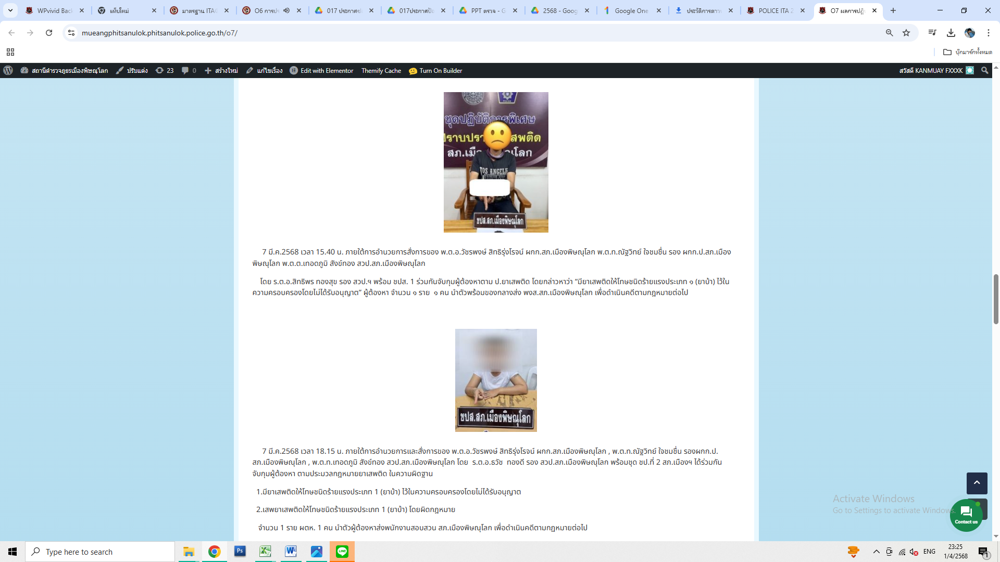 WPvivid Back
แท็บใหม่
มาตรฐาน ITA
O6 การปร
017 ประกาศ
017ประกาศ
PPT ตรวจ - G
2568 - Goog
Google One
ประวัติการดาว
POLICE ITA 2
O7 ผลการปฏิ
mueangphitsanulok.phitsanulok.police.go.th/o7/
บุ๊กมาร์กทั้งหมด
สถานีตำรวจภูธรเมืองพิษณุโลก
ปรับแต่ง
23
0
สร้างใหม่
แก้ไขเรื่อง
Edit with Elementor
Themify Cache
Turn On Builder
สวัสดี KANMUAY FXXXK
ชุดปฏิบัติการพิเศษ
ปราบปรา สพติด
สภ.เมือ ณุโลก
LOS ANGELE
ชปส.สภ.เมืองพิษณุโลก
7 มี.ค.2568 เวลา 15.40 น. ภายใต้การอำนวยการสั่งการของ พ.ต.อ.วัชรพงษ์ สิทธิรุ่งโรจน์ ผกก.สภ.เมืองพิษณุโลก พ.ต.ท.ณัฐวิทย์ ใจชมชื่น รอง ผกก.ป.สภ.เมือง
พิษณุโลก พ.ต.ต.เทอดภูมิ สังข์ทอง สวป.สภ.เมืองพิษณุโลก
โดย ร.ต.อ.สิทธิพร ทองสุข รอง สวป.ฯ พร้อม ชปส. 1 ร่วมกันจับกุมผู้ต้องหาตาม ป.ยาเสพติด โดยกล่าวหาว่า “มียาเสพติดให้โทษชนิดร้ายแรงประเภท ๑ (ยาบ้า) ไว้ใน
ความครอบครองโดยไม่ได้รับอนุญาต” ผู้ต้องหา จำนวน ๑ ราย ๑ คน นำตัวพร้อมของกลางส่ง พงส.สภ.เมืองพิษณุโลก เพื่อดำเนินคดีตามกฎหมายต่อไป
ชปส.สภ.เมืองพิษณุโลก
7 มี.ค.2568 เวลา 18.15 น. ภายใต้การอำนวยการและสั่งการของ พ.ต.อ.วัชรพงษ์ สิทธิรุ่งโรจน์ ผกก.สภ.เมืองพิษณุโลก , พ.ต.ท.ณัฐวิทย์ ใจชมชื่น รองผกก.ป.
สภ.เมืองพิษณุโลก , พ.ต.ท.เทอดภูมิ สังข์ทอง สวป.สภ.เมืองพิษณุโลก โดย ร.ต.อ.ธวัช ทองดี รอง สวป.สภ.เมืองพิษณุโลก พร้อมชุด ชป.ที่ 2 สภ.เมืองฯ ได้ร่วมกัน
จับกุมผู้ต้องหา ตามประมวลกฎหมายยาเสพติด ในความผิดฐาน
1.มียาเสพติดให้โทษชนิดร้ายแรงประเภท 1 (ยาบ้า) ไว้ในความครอบครองโดยไม่ได้รับอนุญาต
2.เสพยาเสพติดให้โทษชนิดร้ายแรงประเภท 1 (ยาบ้า) โดยผิดกฎหมาย
จำนวน 1 ราย ผตห. 1 คน นำตัวผู้ต้องหาส่งพนักงานสอบสวน สภ.เมืองพิษณุโลก เพื่อดำเนินคดีตามกฏหมายต่อไป
Activate Windows
Go to Settings to activate Windows.
Contact us
Type here to search
Ps
LINE
ENG
23:25
1/4/2568
1